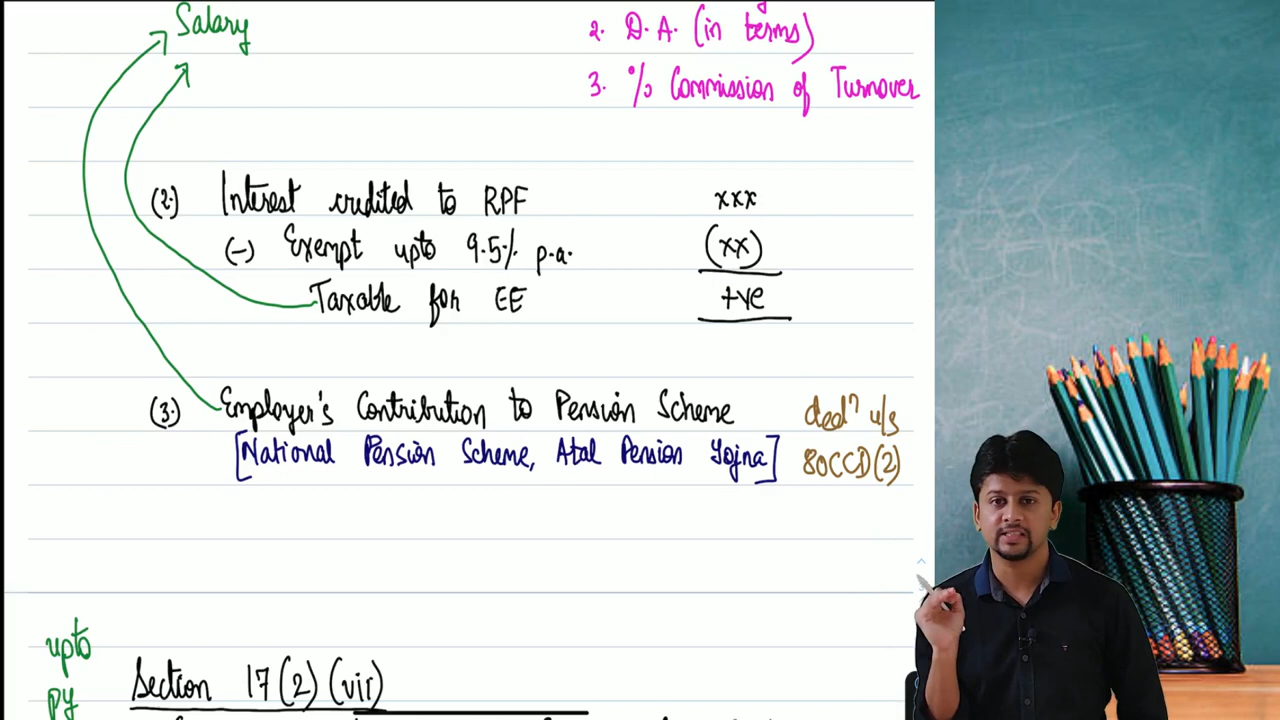 Salary
2. D.A. (in terms)
3. % Commission of Turnover
(2.) Interest credited to RPF xxx
(-) Exempt upto 9.5% p.a. (xx)
Taxable for EE +ve
(3.) Employer's Contribution to Pension Scheme
[National Pension Scheme, Atal Pension Yojna]
dedⁿ u/s
80CCD(2)
upto
PY
Section 17(2)(vii)